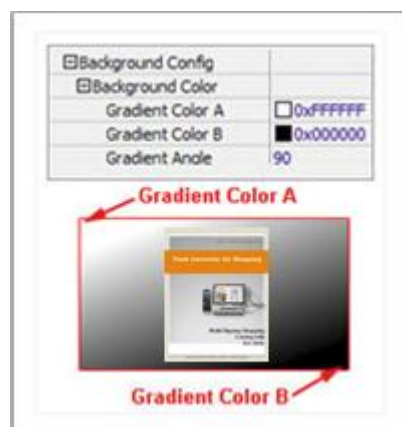 Background Config
Background Color
Gradient Color A 0xFFFFFF
Gradient Color B 0x000000
Gradient Angle 90
Gradient Color A
Gradient Color B